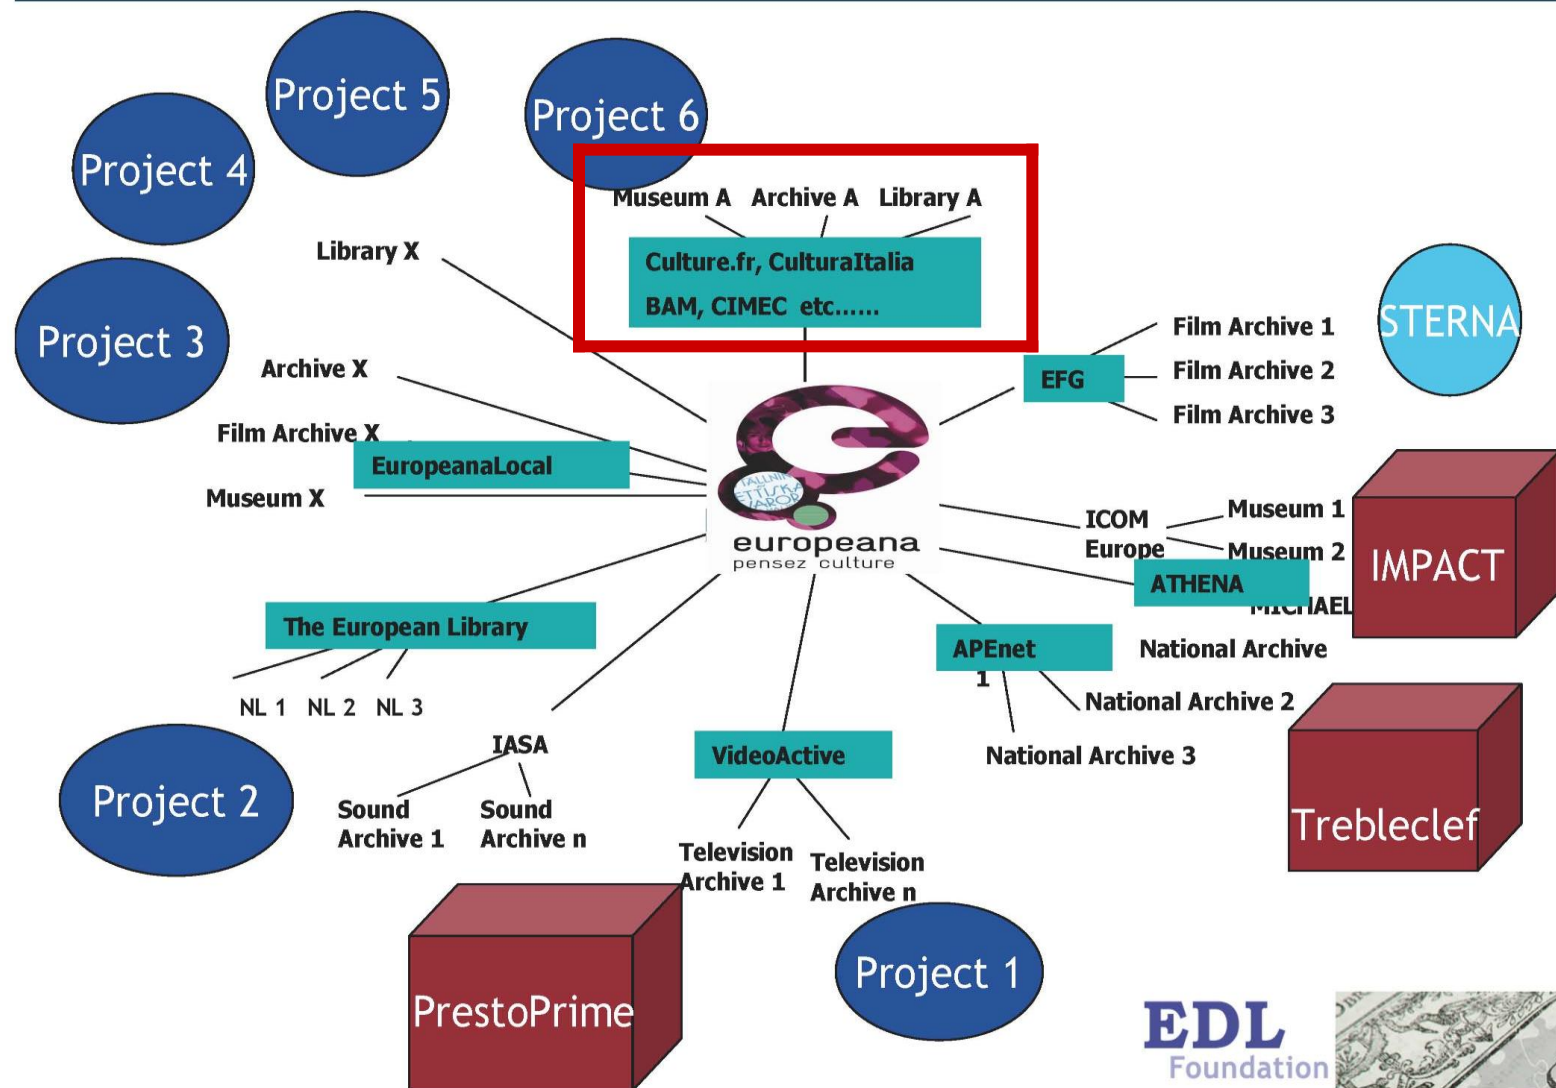 Project 5
Project 6
Project 4
Museum A Archive A Library A
Library X
Culture.fr, CulturaItalia
BAM, CIMEC etc......
Project 3
Film Archive 1
STERNA
Archive X
EFG
Film Archive 2
Film Archive 3
Film Archive X
EuropeanaLocal
Museum X
TALLNIN
europeana
pensez culture
ICOM
Europe
Museum 1
Museum 2
IMPACT
ATHENA
MICHAEL
The European Library
APEnet
1
National Archive
NL 1 NL 2 NL 3
National Archive 2
IASA
VideoActive
National Archive 3
Project 2
Sound
Archive 1
Sound
Archive n
Trebleclef
Television
Archive 1
Television
Archive n
PrestoPrime
Project 1
EDL
Foundation